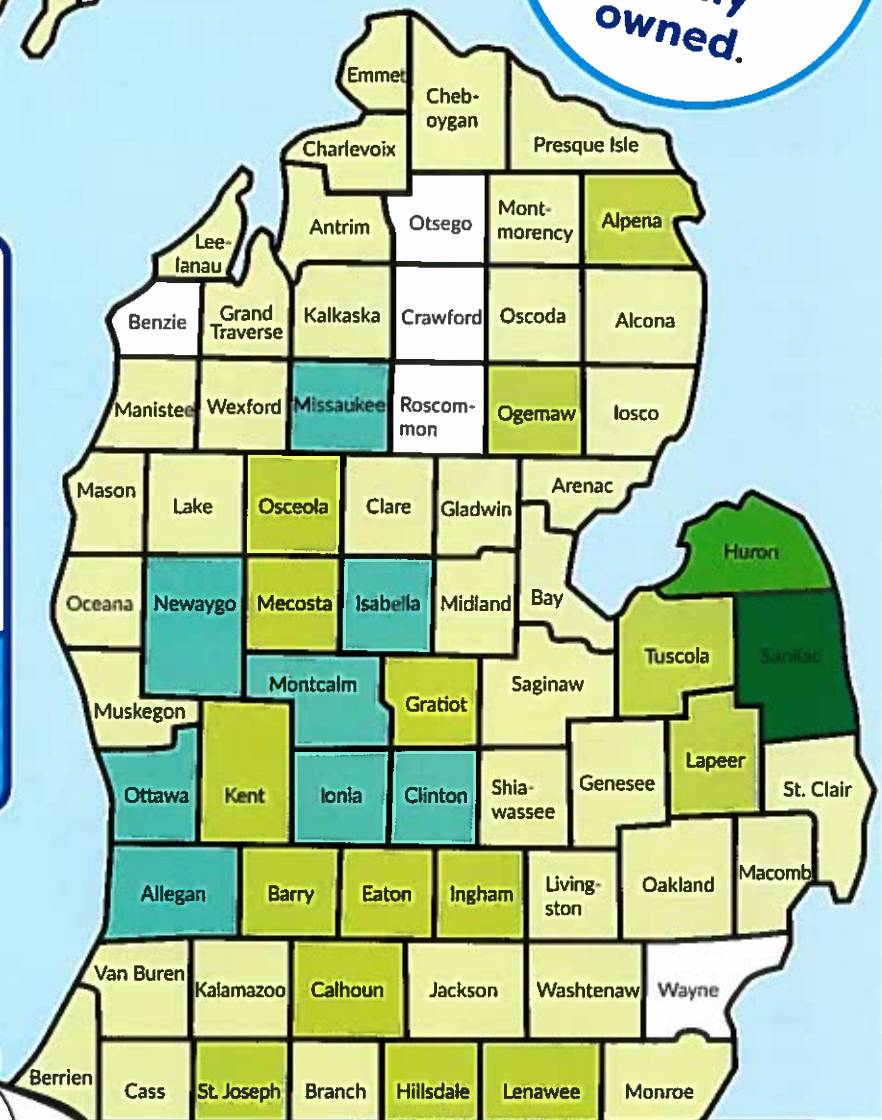 owned.
Emmet
Cheb-
oygan
Presque Isle
Charlevoix
Antrim
Otsego
Mont-
morency
Alpena
Lee-
lanau
Benzie
Grand
Traverse
Kalkaska
Crawford
Oscoda
Alcona
Manistee
Wexford
Missaukee
Roscom-
mon
Ogemaw
Iosco
Mason
Lake
Osceola
Clare
Gladwin
Arenac
Huron
Oceana
Newaygo
Mecosta
Isabella
Midland
Bay
Tuscola
Sanilac
Muskegon
Montcalm
Gratiot
Saginaw
Lapeer
Ottawa
Kent
Ionia
Clinton
Shia-
wassee
Genesee
St. Clair
Allegan
Barry
Eaton
Ingham
Living-
ston
Oakland
Macomb
Van Buren
Kalamazoo
Calhoun
Jackson
Washtenaw
Wayne
Berrien
Cass
St. Joseph
Branch
Hillsdale
Lenawee
Monroe